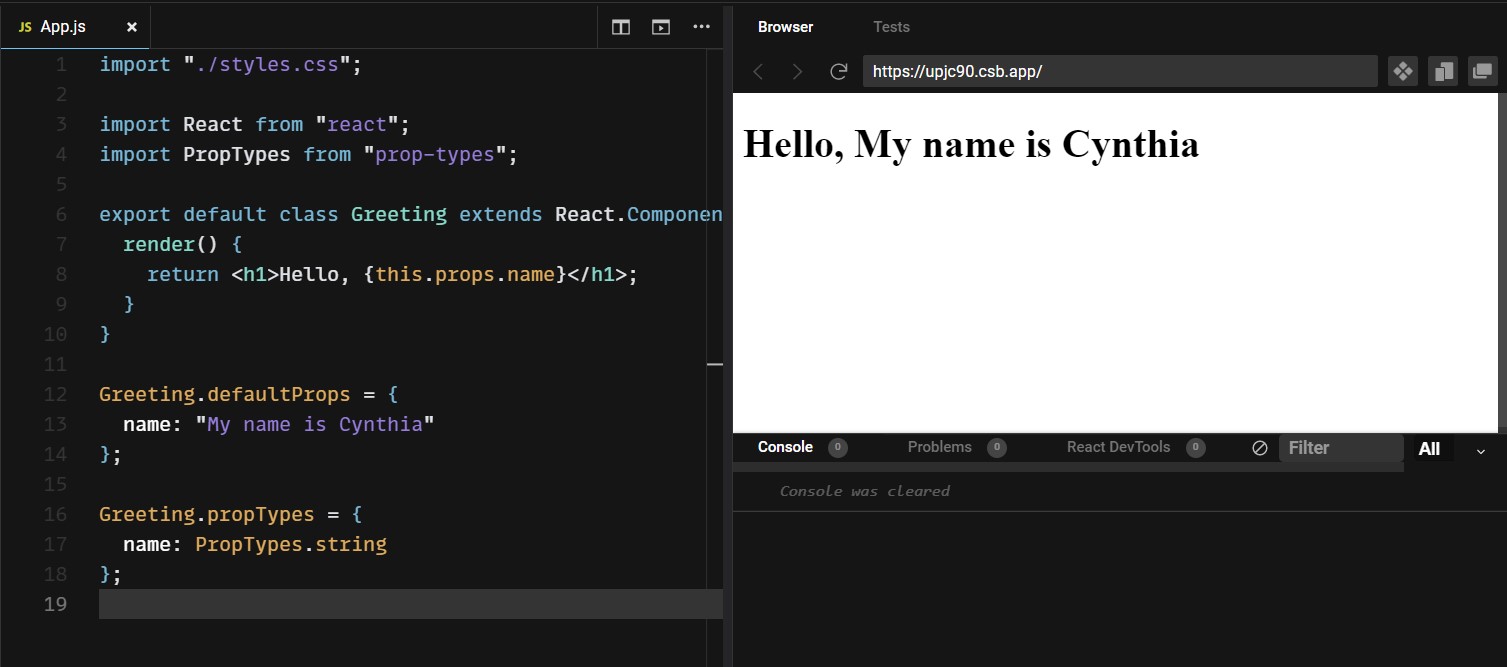 JS App.js ×
1 import "./styles.css";
2
3 import React from "react";
4 import PropTypes from "prop-types";
5
6 export default class Greeting extends React.Componen
7   render() {
8     return <h1>Hello, {this.props.name}</h1>;
9   }
10 }
11
12 Greeting.defaultProps = {
13   name: "My name is Cynthia"
14 };
15
16 Greeting.propTypes = {
17   name: PropTypes.string
18 };
19
Browser Tests
https://upjc90.csb.app/
Hello, My name is Cynthia
Console 0 Problems 0 React DevTools 0 Filter All
Console was cleared